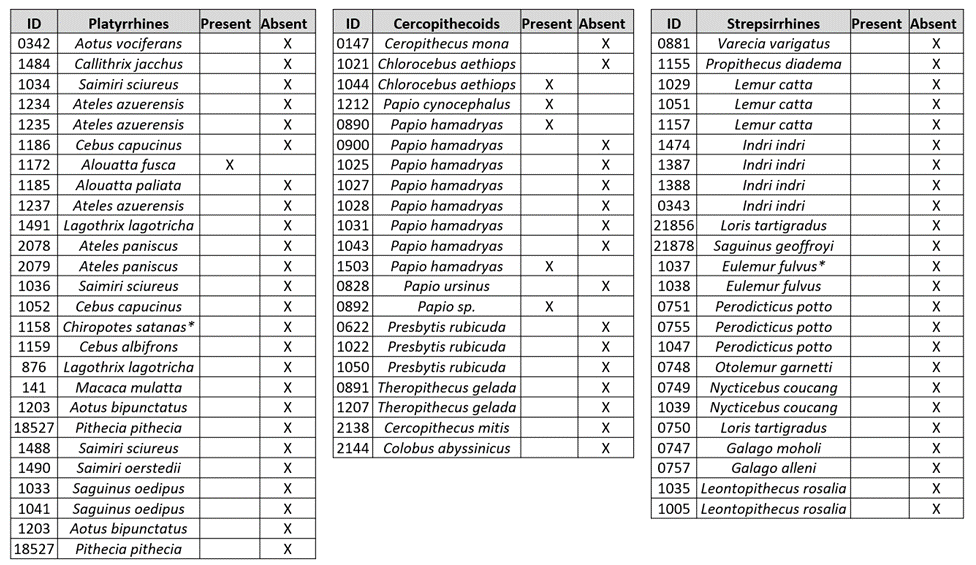 ID Platyrrhines Present Absent
0342 Aotus vociferans X
1484 Callithrix jacchus X
1034 Saimiri sciureus X
1234 Ateles azuerensis X
1235 Ateles azuerensis X
1186 Cebus capucinus X
1172 Alouatta fusca X
1185 Alouatta paliata X
1237 Ateles azuerensis X
1491 Lagothrix lagotricha X
2078 Ateles paniscus X
2079 Ateles paniscus X
1036 Saimiri sciureus X
1052 Cebus capucinus X
1158 Chiropotes satanas* X
1159 Cebus albifrons X
876 Lagothrix lagotricha X
141 Macaca mulatta X
1203 Aotus bipunctatus X
18527 Pithecia pithecia X
1488 Saimiri sciureus X
1490 Saimiri oerstedii X
1033 Saguinus oedipus X
1041 Saguinus oedipus X
1203 Aotus bipunctatus X
18527 Pithecia pithecia X
ID Cercopithecoids Present Absent
0147 Ceropithecus mona X
1021 Chlorocebus aethiops X
1044 Chlorocebus aethiops X
1212 Papio cynocephalus X
0890 Papio hamadryas X
0900 Papio hamadryas X
1025 Papio hamadryas X
1027 Papio hamadryas X
1028 Papio hamadryas X
1031 Papio hamadryas X
1043 Papio hamadryas X
1503 Papio hamadryas X
0828 Papio ursinus X
0892 Papio sp. X
0622 Presbytis rubicuda X
1022 Presbytis rubicuda X
1050 Presbytis rubicuda X
0891 Theropithecus gelada X
1207 Theropithecus gelada X
2138 Cercopithecus mitis X
2144 Colobus abyssinicus X
ID Strepsirrhines Present Absent
0881 Varecia varigatus X
1155 Propithecus diadema X
1029 Lemur catta X
1051 Lemur catta X
1157 Lemur catta X
1474 Indri indri X
1387 Indri indri X
1388 Indri indri X
0343 Indri indri X
21856 Loris tartigradus X
21878 Saguinus geoffroyi X
1037 Eulemur fulvus* X
1038 Eulemur fulvus X
0751 Perodicticus potto X
0755 Perodicticus potto X
1047 Perodicticus potto X
0748 Otolemur garnetti X
0749 Nycticebus coucang X
1039 Nycticebus coucang X
0750 Loris tartigradus X
0747 Galago moholi X
0757 Galago alleni X
1035 Leontopithecus rosalia X
1005 Leontopithecus rosalia X